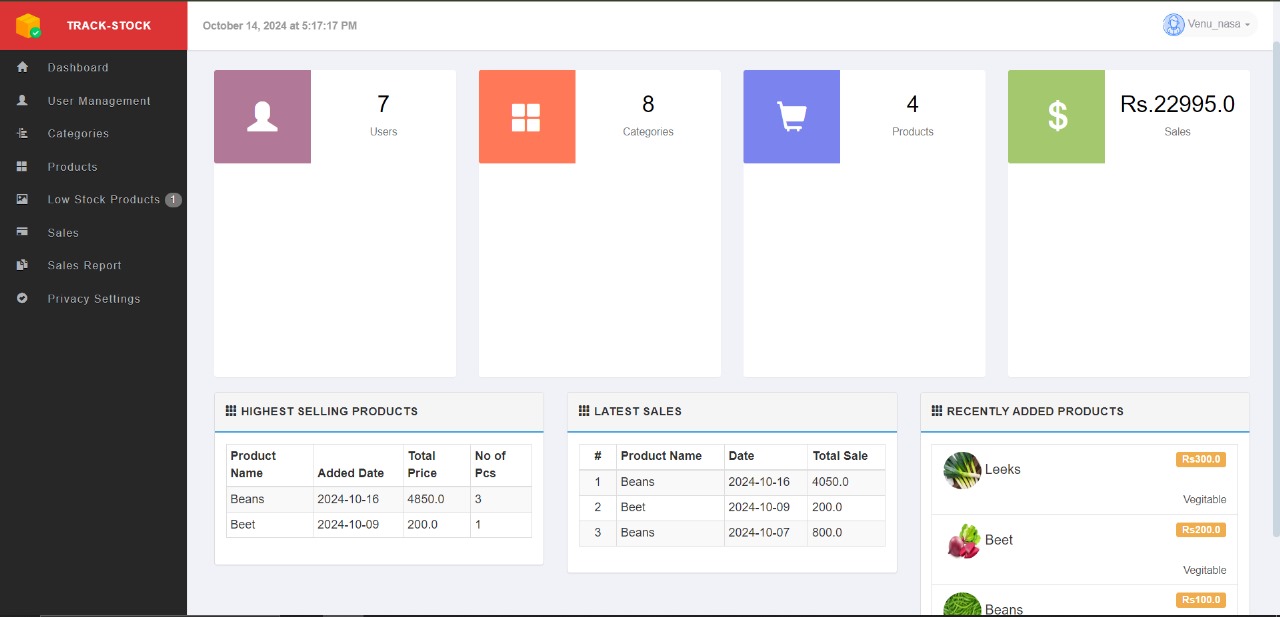 TRACK-STOCK
October 14, 2024 at 5:17:17 PM
Venu_nasa
Dashboard
User Management
Categories
Products
Low Stock Products 1
Sales
Sales Report
Privacy Settings
7
Users
8
Categories
4
Products
Rs.22995.0
Sales
HIGHEST SELLING PRODUCTS
Product Name Added Date Total Price No of Pcs
Beans 2024-10-16 4850.0 3
Beet 2024-10-09 200.0 1
LATEST SALES
# Product Name Date Total Sale
1 Beans 2024-10-16 4050.0
2 Beet 2024-10-09 200.0
3 Beans 2024-10-07 800.0
RECENTLY ADDED PRODUCTS
Leeks Rs300.0
Vegitable
Beet Rs200.0
Vegitable
Beans Rs100.0